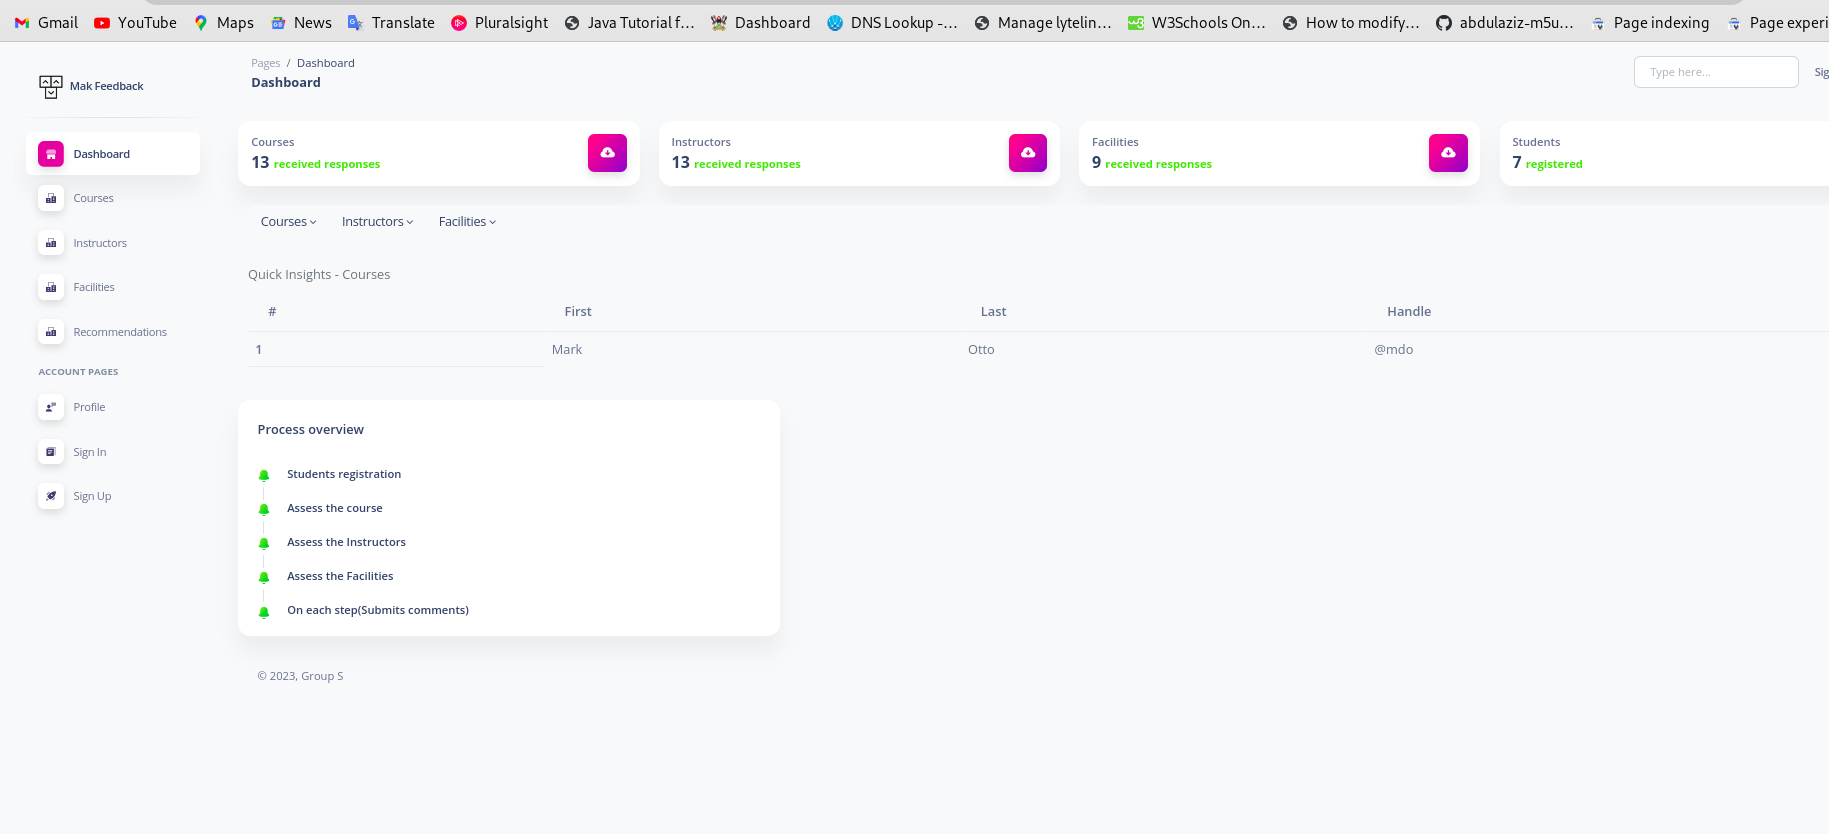 Gmail YouTube Maps News Translate Pluralsight Java Tutorial f... Dashboard DNS Lookup -... Manage lytelin... W3Schools On... How to modify... abdulaziz-m5u... Page indexing Page experi
Mak Feedback
Pages / Dashboard
Dashboard
Type here...
Sig
Dashboard
Courses
Instructors
Facilities
Recommendations
ACCOUNT PAGES
Profile
Sign In
Sign Up
Courses
13 received responses
Instructors
13 received responses
Facilities
9 received responses
Students
7 registered
Courses Instructors Facilities
Quick Insights - Courses
# First Last Handle
1 Mark Otto @mdo
Process overview
Students registration
Assess the course
Assess the Instructors
Assess the Facilities
On each step(Submits comments)
© 2023, Group S